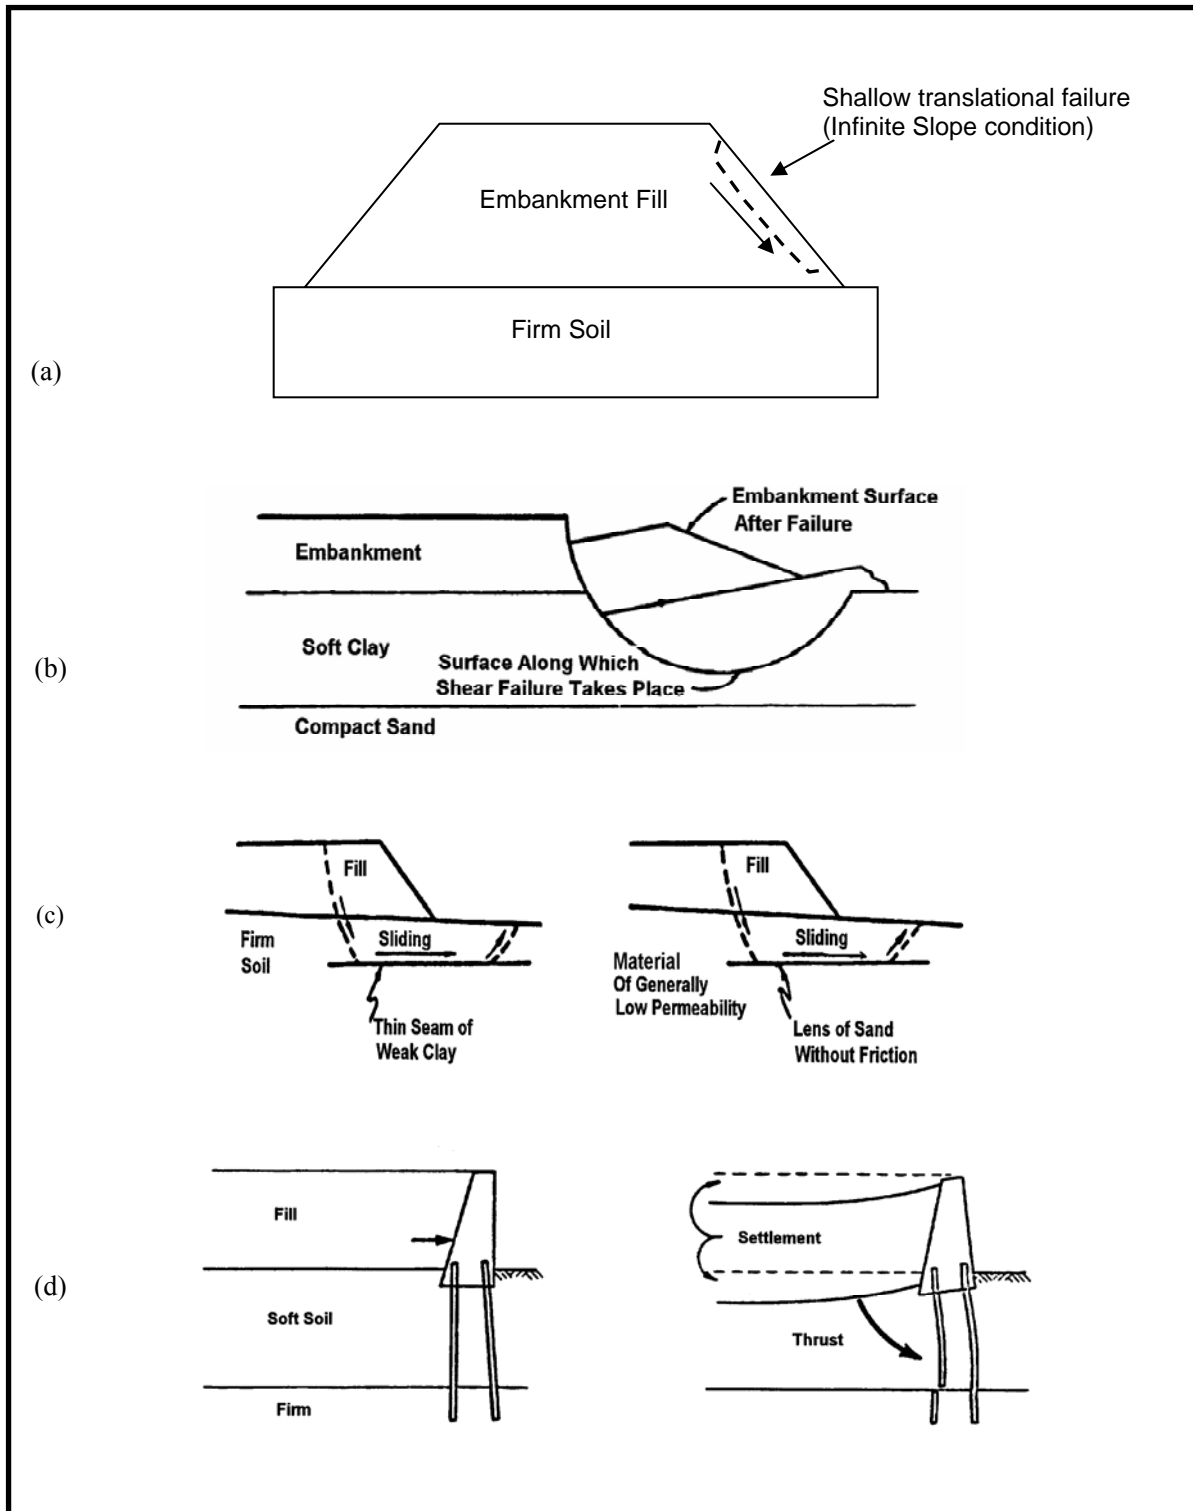 Shallow translational failure
(Infinite Slope condition)
Embankment Fill
Firm Soil
(a)
Embankment Surface
After Failure
Embankment
Soft Clay
Surface Along Which
Shear Failure Takes Place
Compact Sand
(b)
Fill
Firm
Soil
Sliding
Thin Seam of
Weak Clay
Fill
Sliding
Material
Of Generally
Low Permeability
Lens of Sand
Without Friction
(c)
Fill
Soft Soil
Firm
Settlement
Thrust
(d)